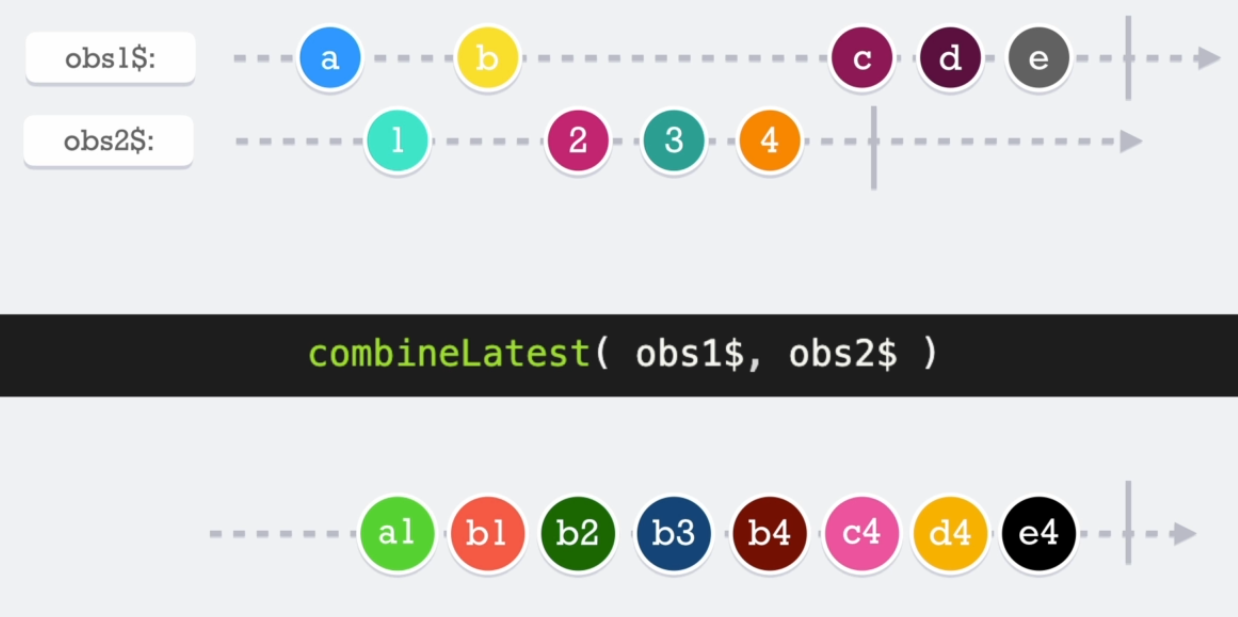 obs1$: a b c d e
obs2$: 1 2 3 4
combineLatest( obs1$, obs2$ )
a1 b1 b2 b3 b4 c4 d4 e4